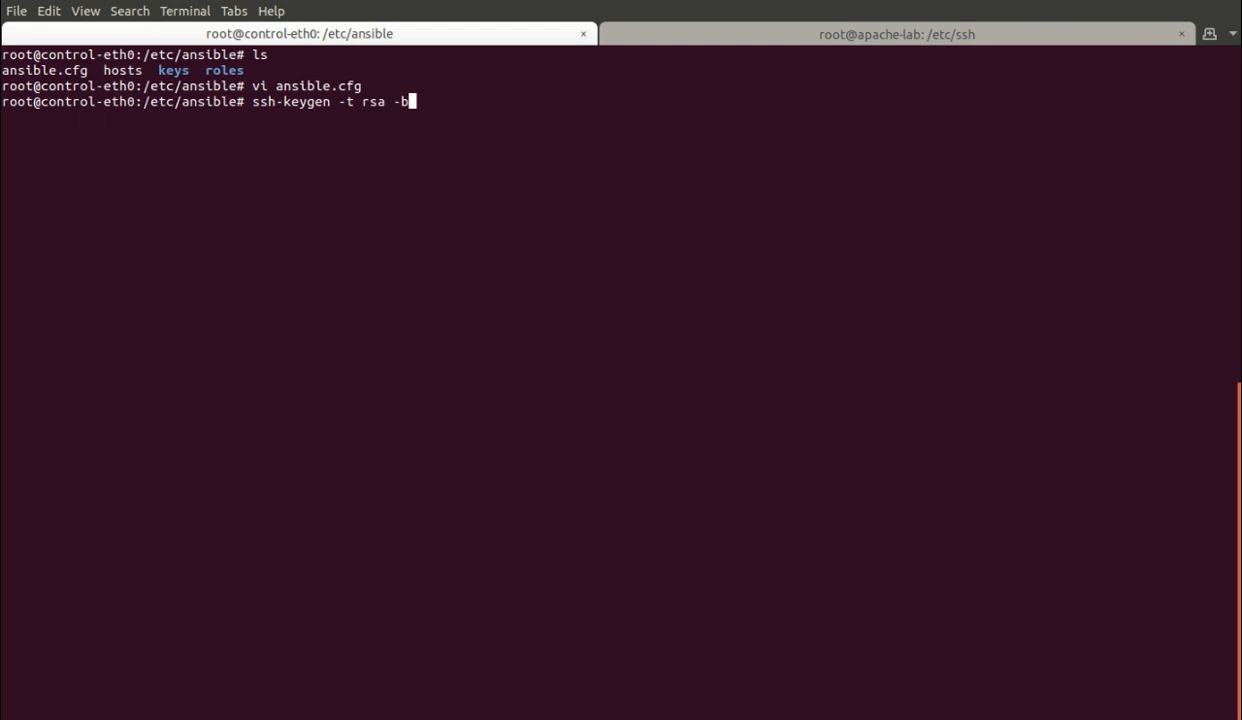 File Edit View Search Terminal Tabs Help
root@control-eth0: /etc/ansible × root@apache-lab: /etc/ssh ×
root@control-eth0:/etc/ansible# ls
ansible.cfg hosts keys roles
root@control-eth0:/etc/ansible# vi ansible.cfg
root@control-eth0:/etc/ansible# ssh-keygen -t rsa -b